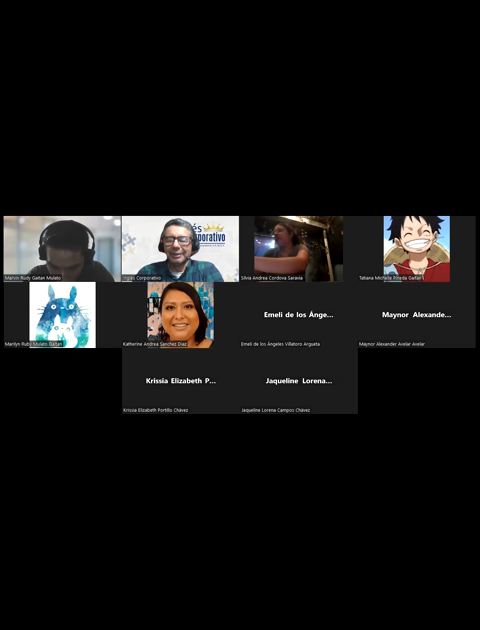 Marvin Rudy Gaitan Mulato
Inglés Corporativo
Silvia Andrea Cordova Saravia
Tatiana Michelle Pineda Gaitan
Marilyn Ruby Mulato Gaitan
Katherine Andrea Sanchez Diaz
Emeli de los Ánge...
Emeli de los Ángeles Villatoro Argueta
Maynor Alexande...
Maynor Alexander Avelar Avelar
Krissia Elizabeth P...
Krissia Elizabeth Portillo Chávez
Jaqueline Lorena...
Jaqueline Lorena Campos Chávez